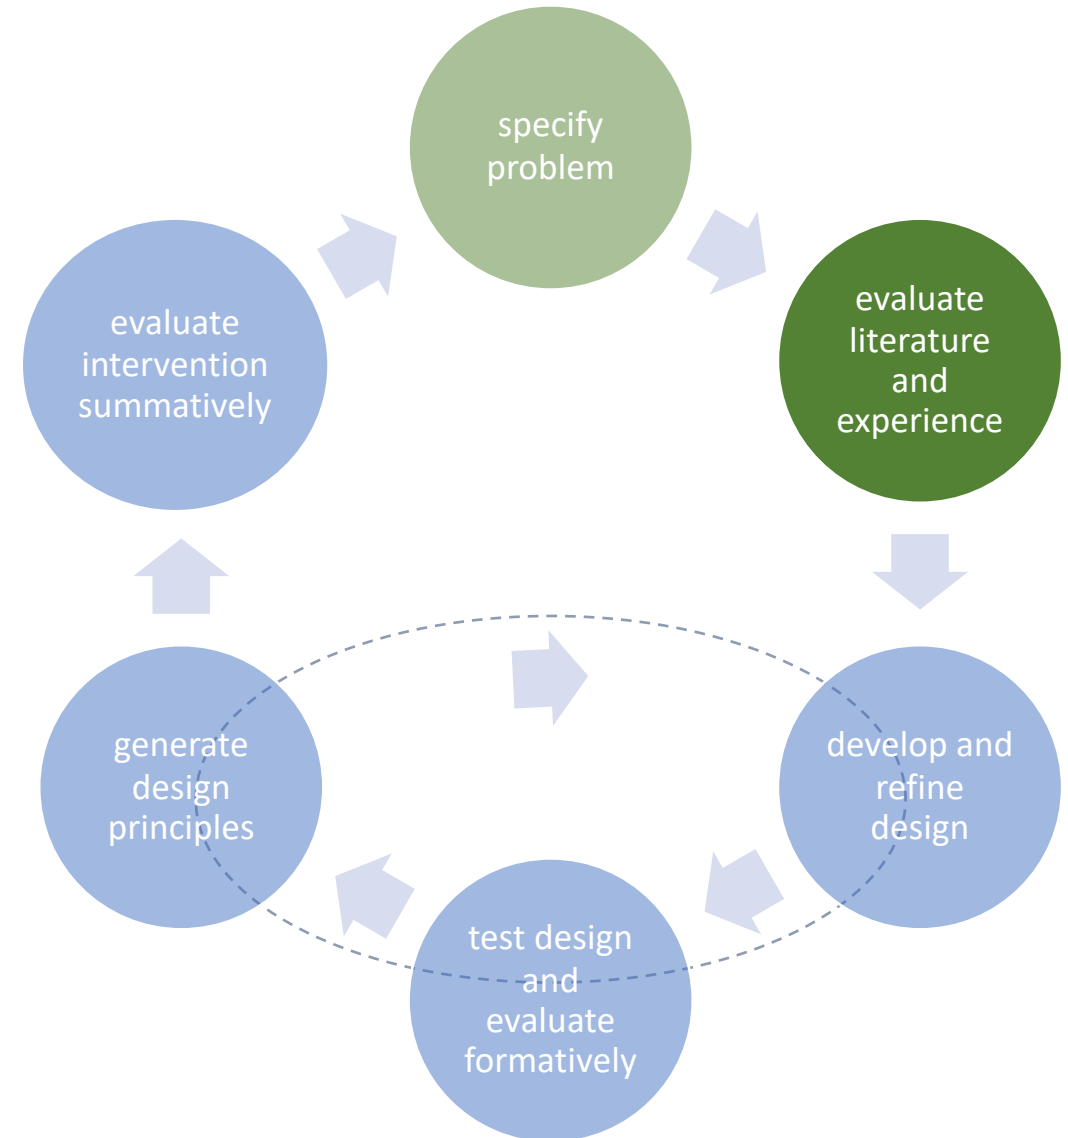 specify
problem
evaluate
literature
and
experience
develop and
refine
design
test design
and
evaluate
formatively
generate
design
principles
evaluate
intervention
summatively